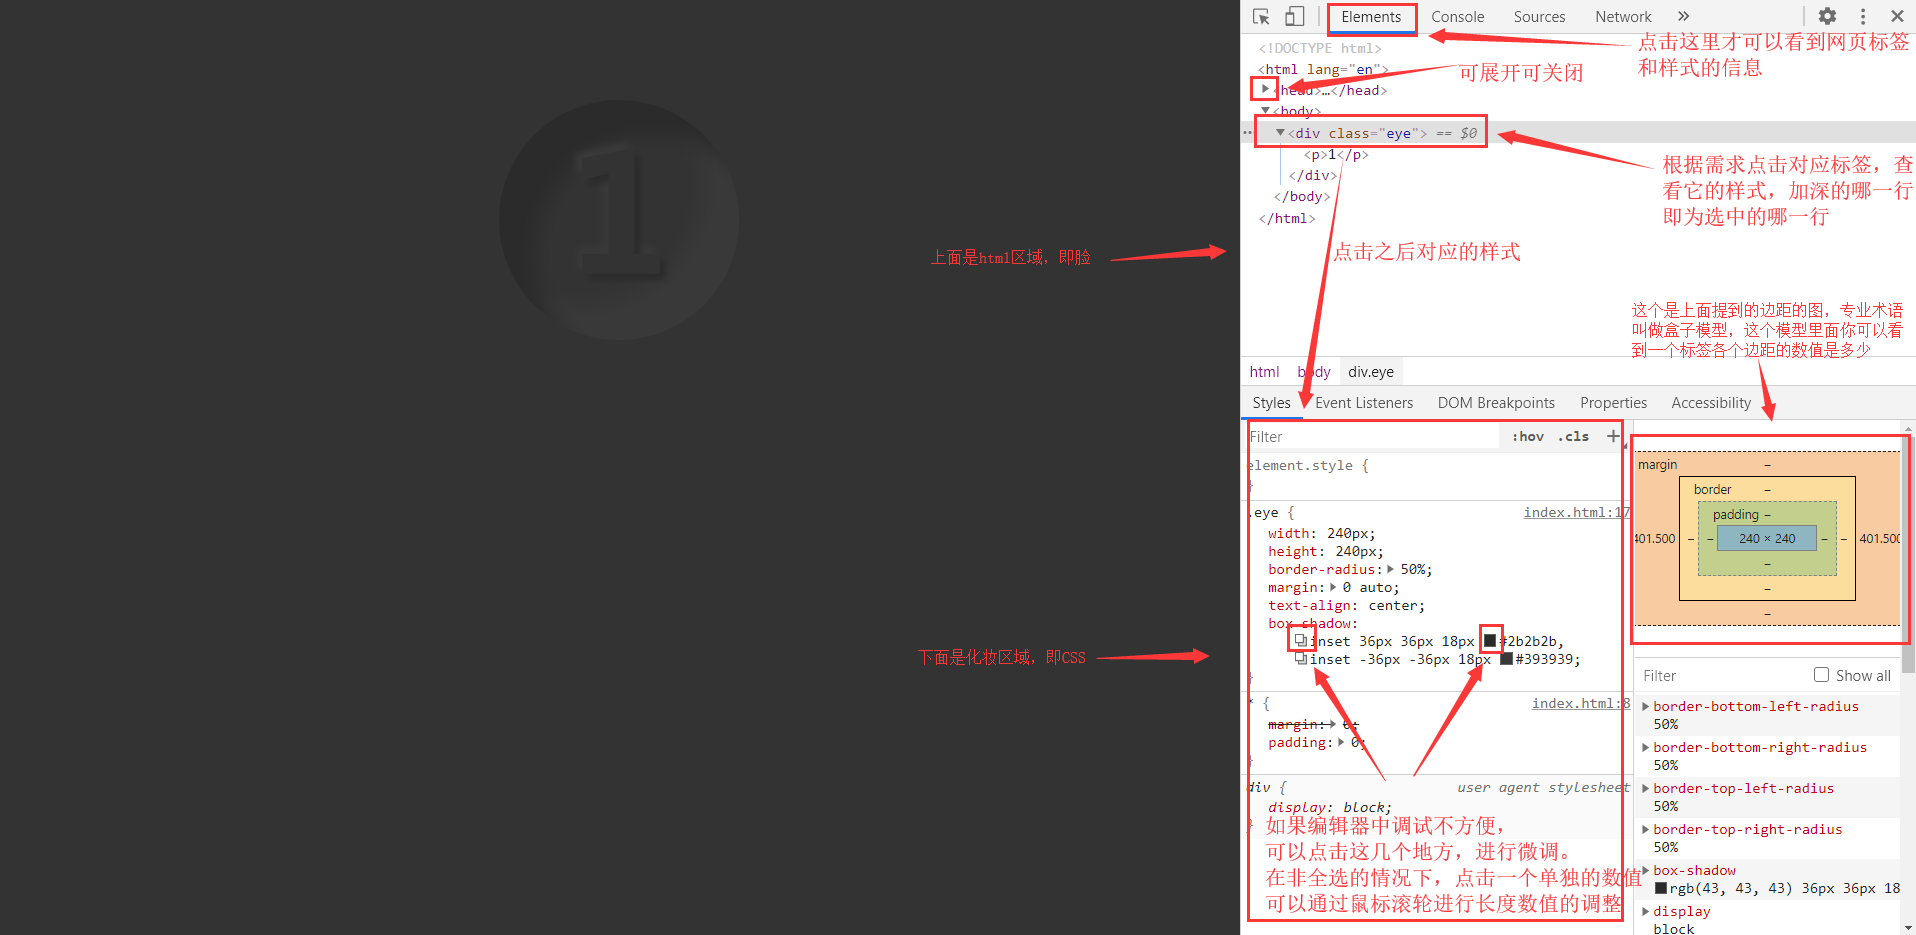 1
上面是html区域，即脸
下面是化妆区域，即CSS
Elements Console Sources Network »
点击这里才可以看到网页标签
和样式的信息
<!DOCTYPE html>
<html lang="en">
可展开可关闭
<head>…</head>
<body>
<div class="eye"> == $0
<p>1</p>
</div>
</body>
</html>
根据需求点击对应标签，查
看它的样式，加深的哪一行
即为选中的哪一行
点击之后对应的样式
这个是上面提到的边距的图，专业术语
叫做盒子模型，这个模型里面你可以看
到一个标签各个边距的数值是多少
html body div.eye
Styles Event Listeners DOM Breakpoints Properties Accessibility
Filter :hov .cls +
element.style {
}
.eye { index.html:17
width: 240px;
height: 240px;
border-radius: 50%;
margin: 0 auto;
text-align: center;
box-shadow:
inset 36px 36px 18px #2b2b2b,
inset -36px -36px 18px #393939;
}
* { index.html:8
margin: 0;
padding: 0;
}
div { user agent stylesheet
display: block;
}
如果编辑器中调试不方便，
可以点击这几个地方，进行微调。
在非全选的情况下，点击一个单独的数值
可以通过鼠标滚轮进行长度数值的调整
margin –
border –
padding –
401.500 – – 240 × 240 – – 401.500
–
–
–
Filter Show all
border-bottom-left-radius
50%
border-bottom-right-radius
50%
border-top-left-radius
50%
border-top-right-radius
50%
box-shadow
rgb(43, 43, 43) 36px 36px 18
display
block